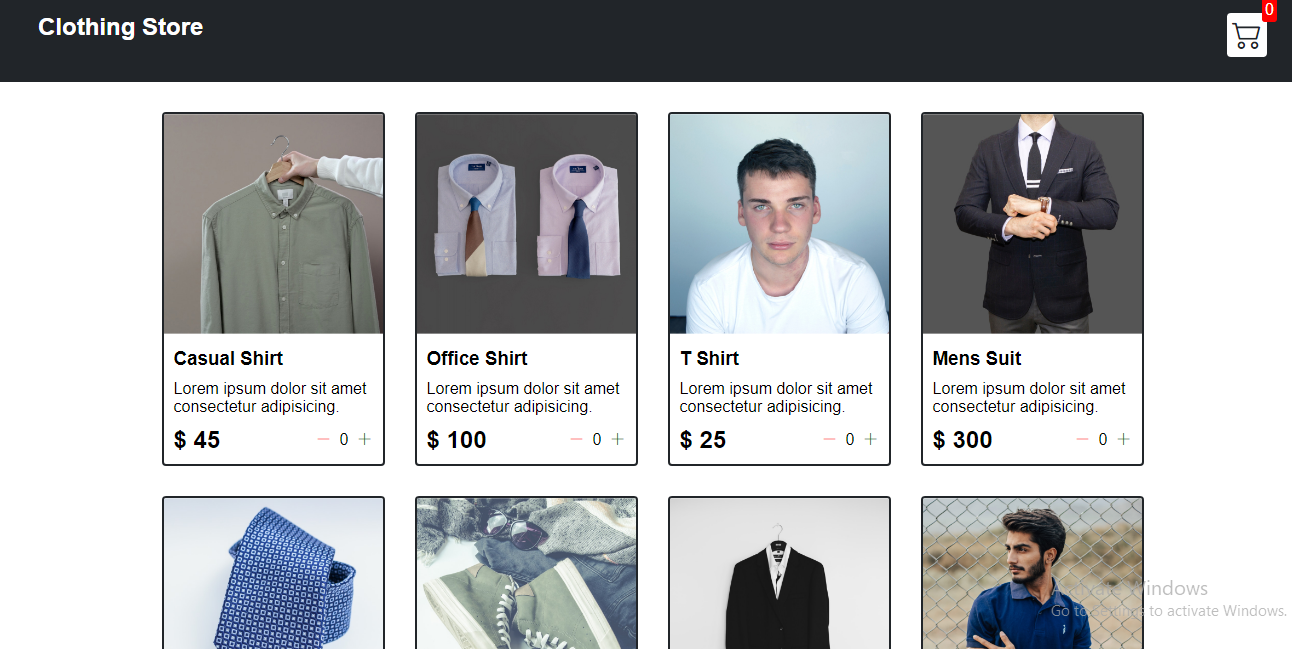 Clothing Store
0
Casual Shirt
Lorem ipsum dolor sit amet
consectetur adipisicing.
$ 45
− 0 +
Office Shirt
Lorem ipsum dolor sit amet
consectetur adipisicing.
$ 100
− 0 +
T Shirt
Lorem ipsum dolor sit amet
consectetur adipisicing.
$ 25
− 0 +
Mens Suit
Lorem ipsum dolor sit amet
consectetur adipisicing.
$ 300
− 0 +
Activate Windows
Go to Settings to activate Windows.